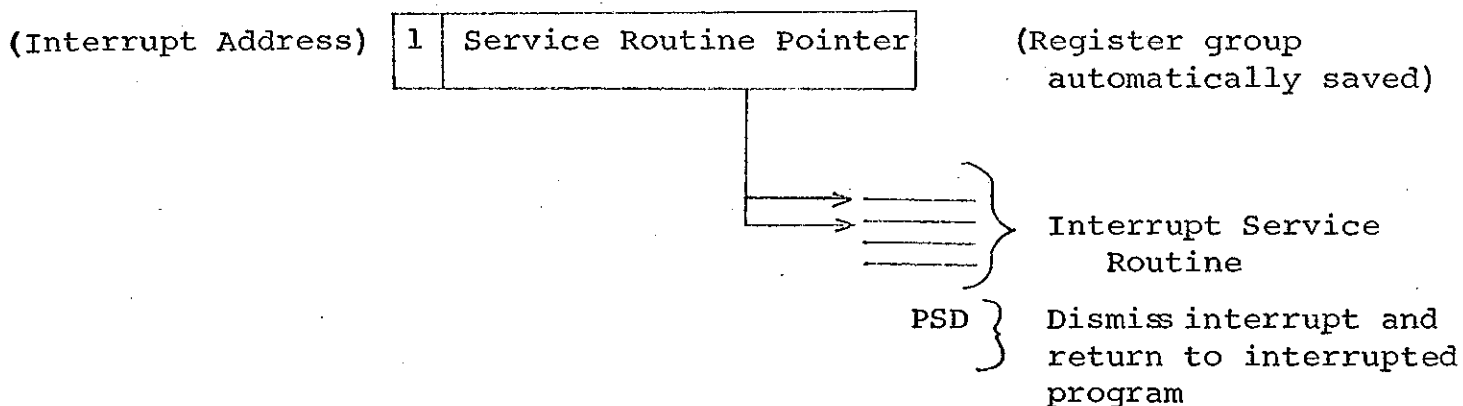 (Interrupt Address) 1 Service Routine Pointer (Register group
automatically saved)
Interrupt Service
Routine
PSD Dismiss interrupt and
return to interrupted
program